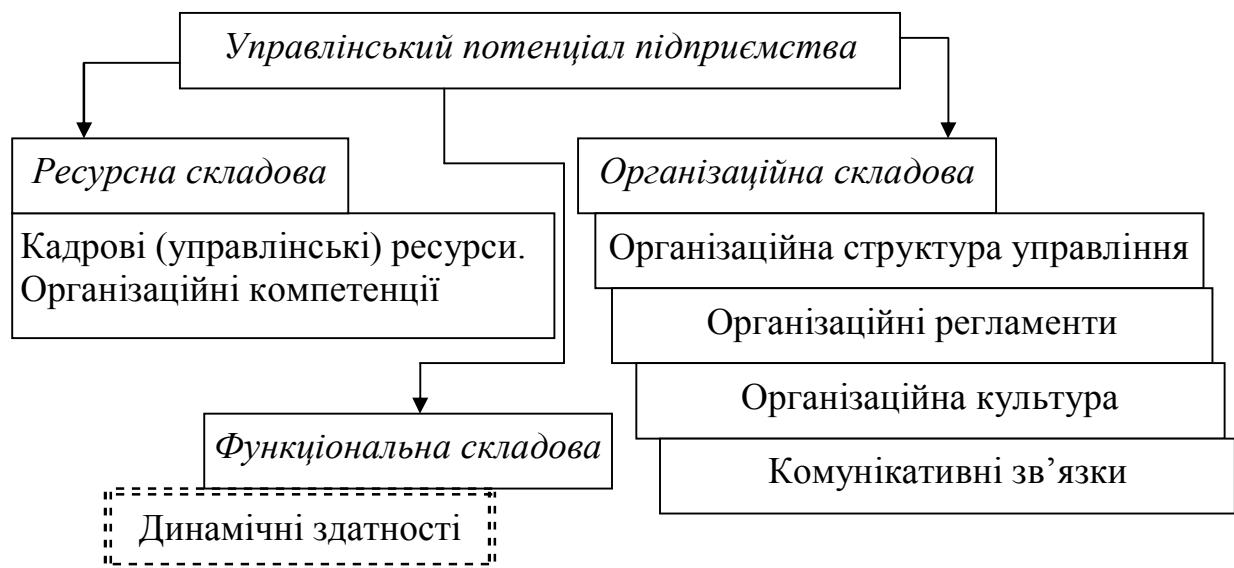 Управлінський потенціал підприємства
Ресурсна складова
Кадрові (управлінські) ресурси.
Організаційні компетенції
Функціональна складова
Динамічні здатності
Організаційна складова
Організаційна структура управління
Організаційні регламенти
Організаційна культура
Комунікативні зв’язки